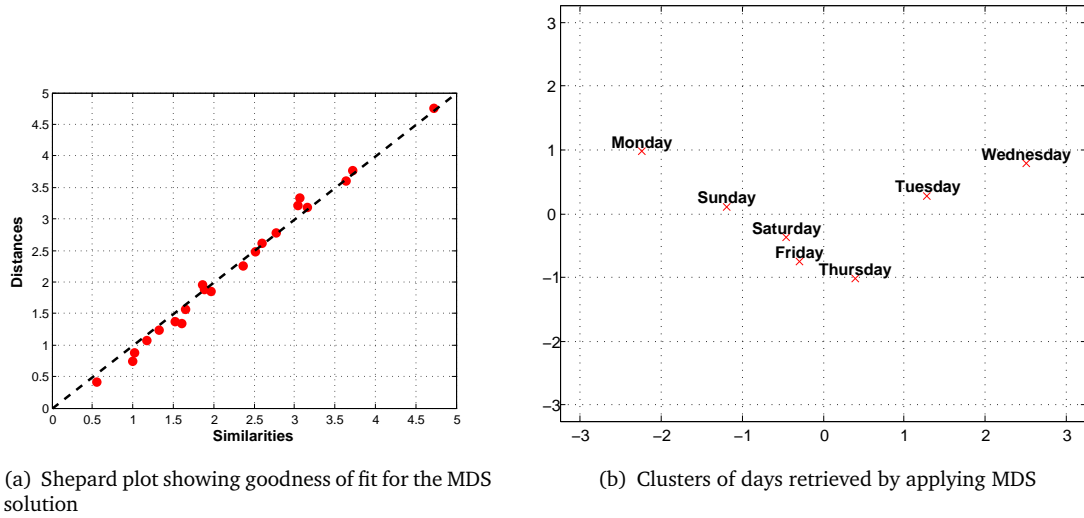 5
4.5
4
3.5
3
2.5
2
1.5
1
0.5
0
Distances
0 0.5 1 1.5 2 2.5 3 3.5 4 4.5 5
Similarities
(a) Shepard plot showing goodness of fit for the MDS
solution
3
2
1
0
−1
−2
−3
Monday
Wednesday
Tuesday
Sunday
Saturday
Friday
Thursday
−3 −2 −1 0 1 2 3
(b) Clusters of days retrieved by applying MDS